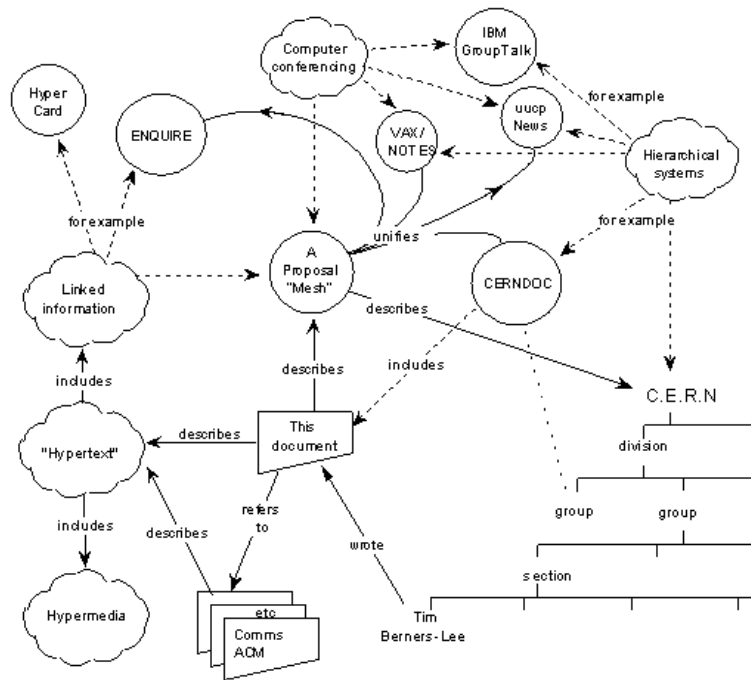 IBM
GroupTalk
Computer
conferencing
Hyper
Card
ENQUIRE
VAX/
NOTES
uucp
News
for example
Hierarchical
systems
for example
for example
unifies
A
Proposal
"Mesh"
CERNDOC
Linked
information
describes
includes
describes
includes
C.E.R.N
This
document
describes
"Hypertext"
division
refers
to
includes
describes
wrote
group
group
section
Hypermedia
etc
Comms
ACM
Tim
Berners-Lee